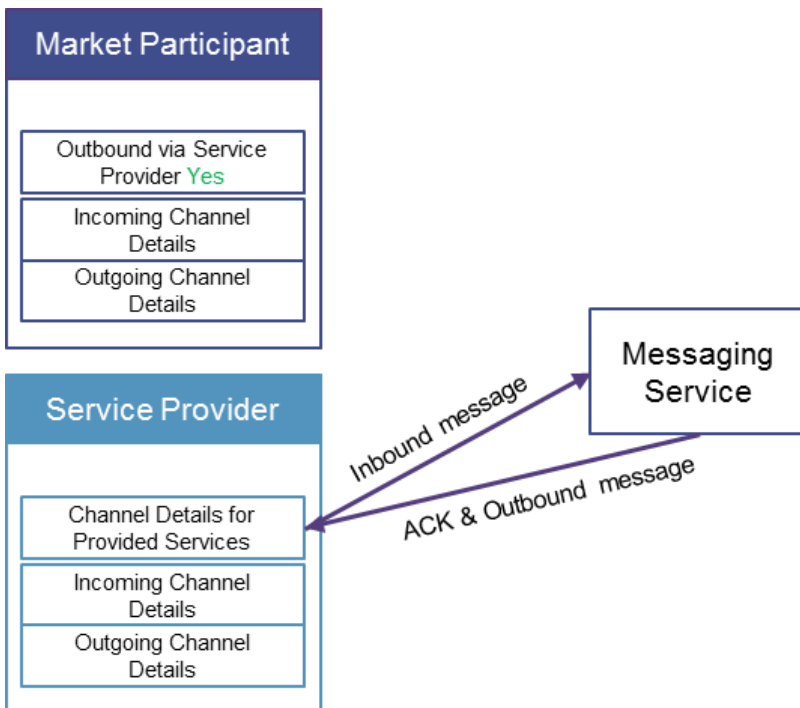 Market Participant
Outbound via Service
Provider Yes
Incoming Channel
Details
Outgoing Channel
Details
Messaging
Service
Inbound message
ACK & Outbound message
Service Provider
Channel Details for
Provided Services
Incoming Channel
Details
Outgoing Channel
Details